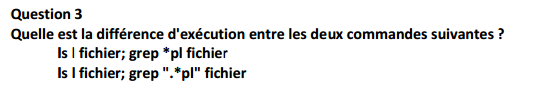 Question 3
Quelle est la différence d'exécution entre les deux commandes suivantes ?
ls l fichier; grep *pl fichier
ls l fichier; grep ".*pl" fichier